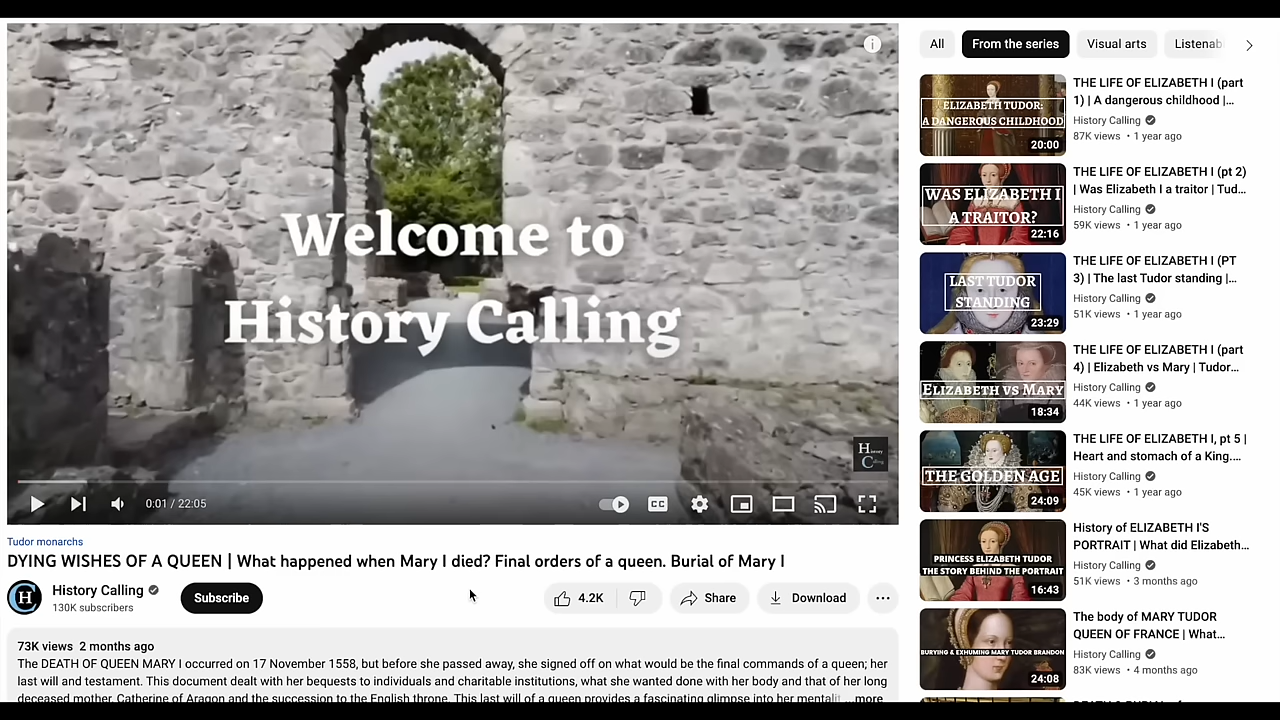 Welcome to
History Calling
History
Calling
0:01 / 22:05
CC
Tudor monarchs
DYING WISHES OF A QUEEN | What happened when Mary I died? Final orders of a queen. Burial of Mary I
H
History Calling
130K subscribers
Subscribe
4.2K
Share
Download
73K views 2 months ago
The DEATH OF QUEEN MARY I occurred on 17 November 1558, but before she passed away, she signed off on what would be the final commands of a queen; her
last will and testament. This document dealt with her bequests to individuals and charitable institutions, what she wanted done with her body and that of her long
deceased mother, Catherine of Aragon and the succession to the English throne. This last will of a queen provides a fascinating glimpse into her mentalit ...more
All
From the series
Visual arts
Listenab
ELIZABETH TUDOR:
A DANGEROUS CHILDHOOD
20:00
THE LIFE OF ELIZABETH I (part
1) | A dangerous childhood |...
History Calling
87K views • 1 year ago
WAS ELIZABETH I
A TRAITOR?
22:16
THE LIFE OF ELIZABETH I (pt 2)
| Was Elizabeth I a traitor | Tud...
History Calling
59K views • 1 year ago
LAST TUDOR
STANDING
23:29
THE LIFE OF ELIZABETH I (PT
3) | The last Tudor standing |...
History Calling
51K views • 1 year ago
ELIZABETH VS MARY
18:34
THE LIFE OF ELIZABETH I (part
4) | Elizabeth vs Mary | Tudor...
History Calling
44K views • 1 year ago
THE GOLDEN AGE
24:09
THE LIFE OF ELIZABETH I, pt 5 |
Heart and stomach of a King....
History Calling
45K views • 1 year ago
PRINCESS ELIZABETH TUDOR
THE STORY BEHIND THE PORTRAIT
16:43
History of ELIZABETH I'S
PORTRAIT | What did Elizabeth...
History Calling
51K views • 3 months ago
BURYING & EXHUMING MARY TUDOR BRANDON
24:08
The body of MARY TUDOR
QUEEN OF FRANCE | What...
History Calling
83K views • 4 months ago